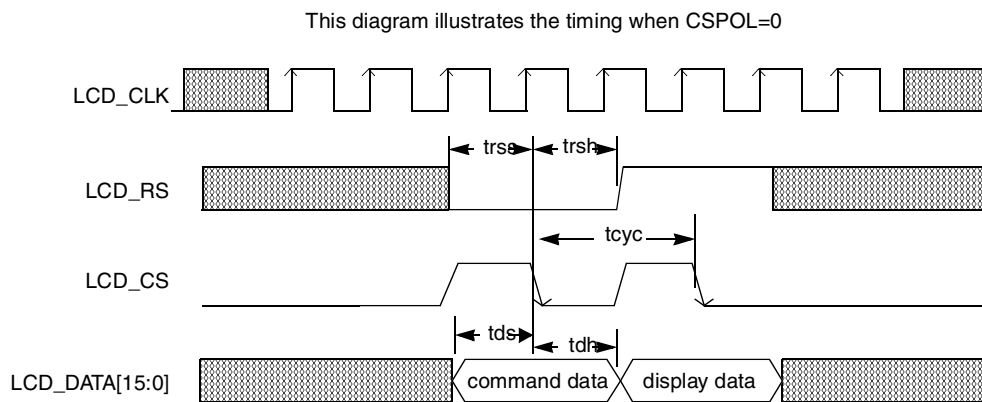 This diagram illustrates the timing when CSPOL=0
LCD_CLK
trss trsh
LCD_RS
tcyc
LCD_CS
tds
tdh
LCD_DATA[15:0] command data display data